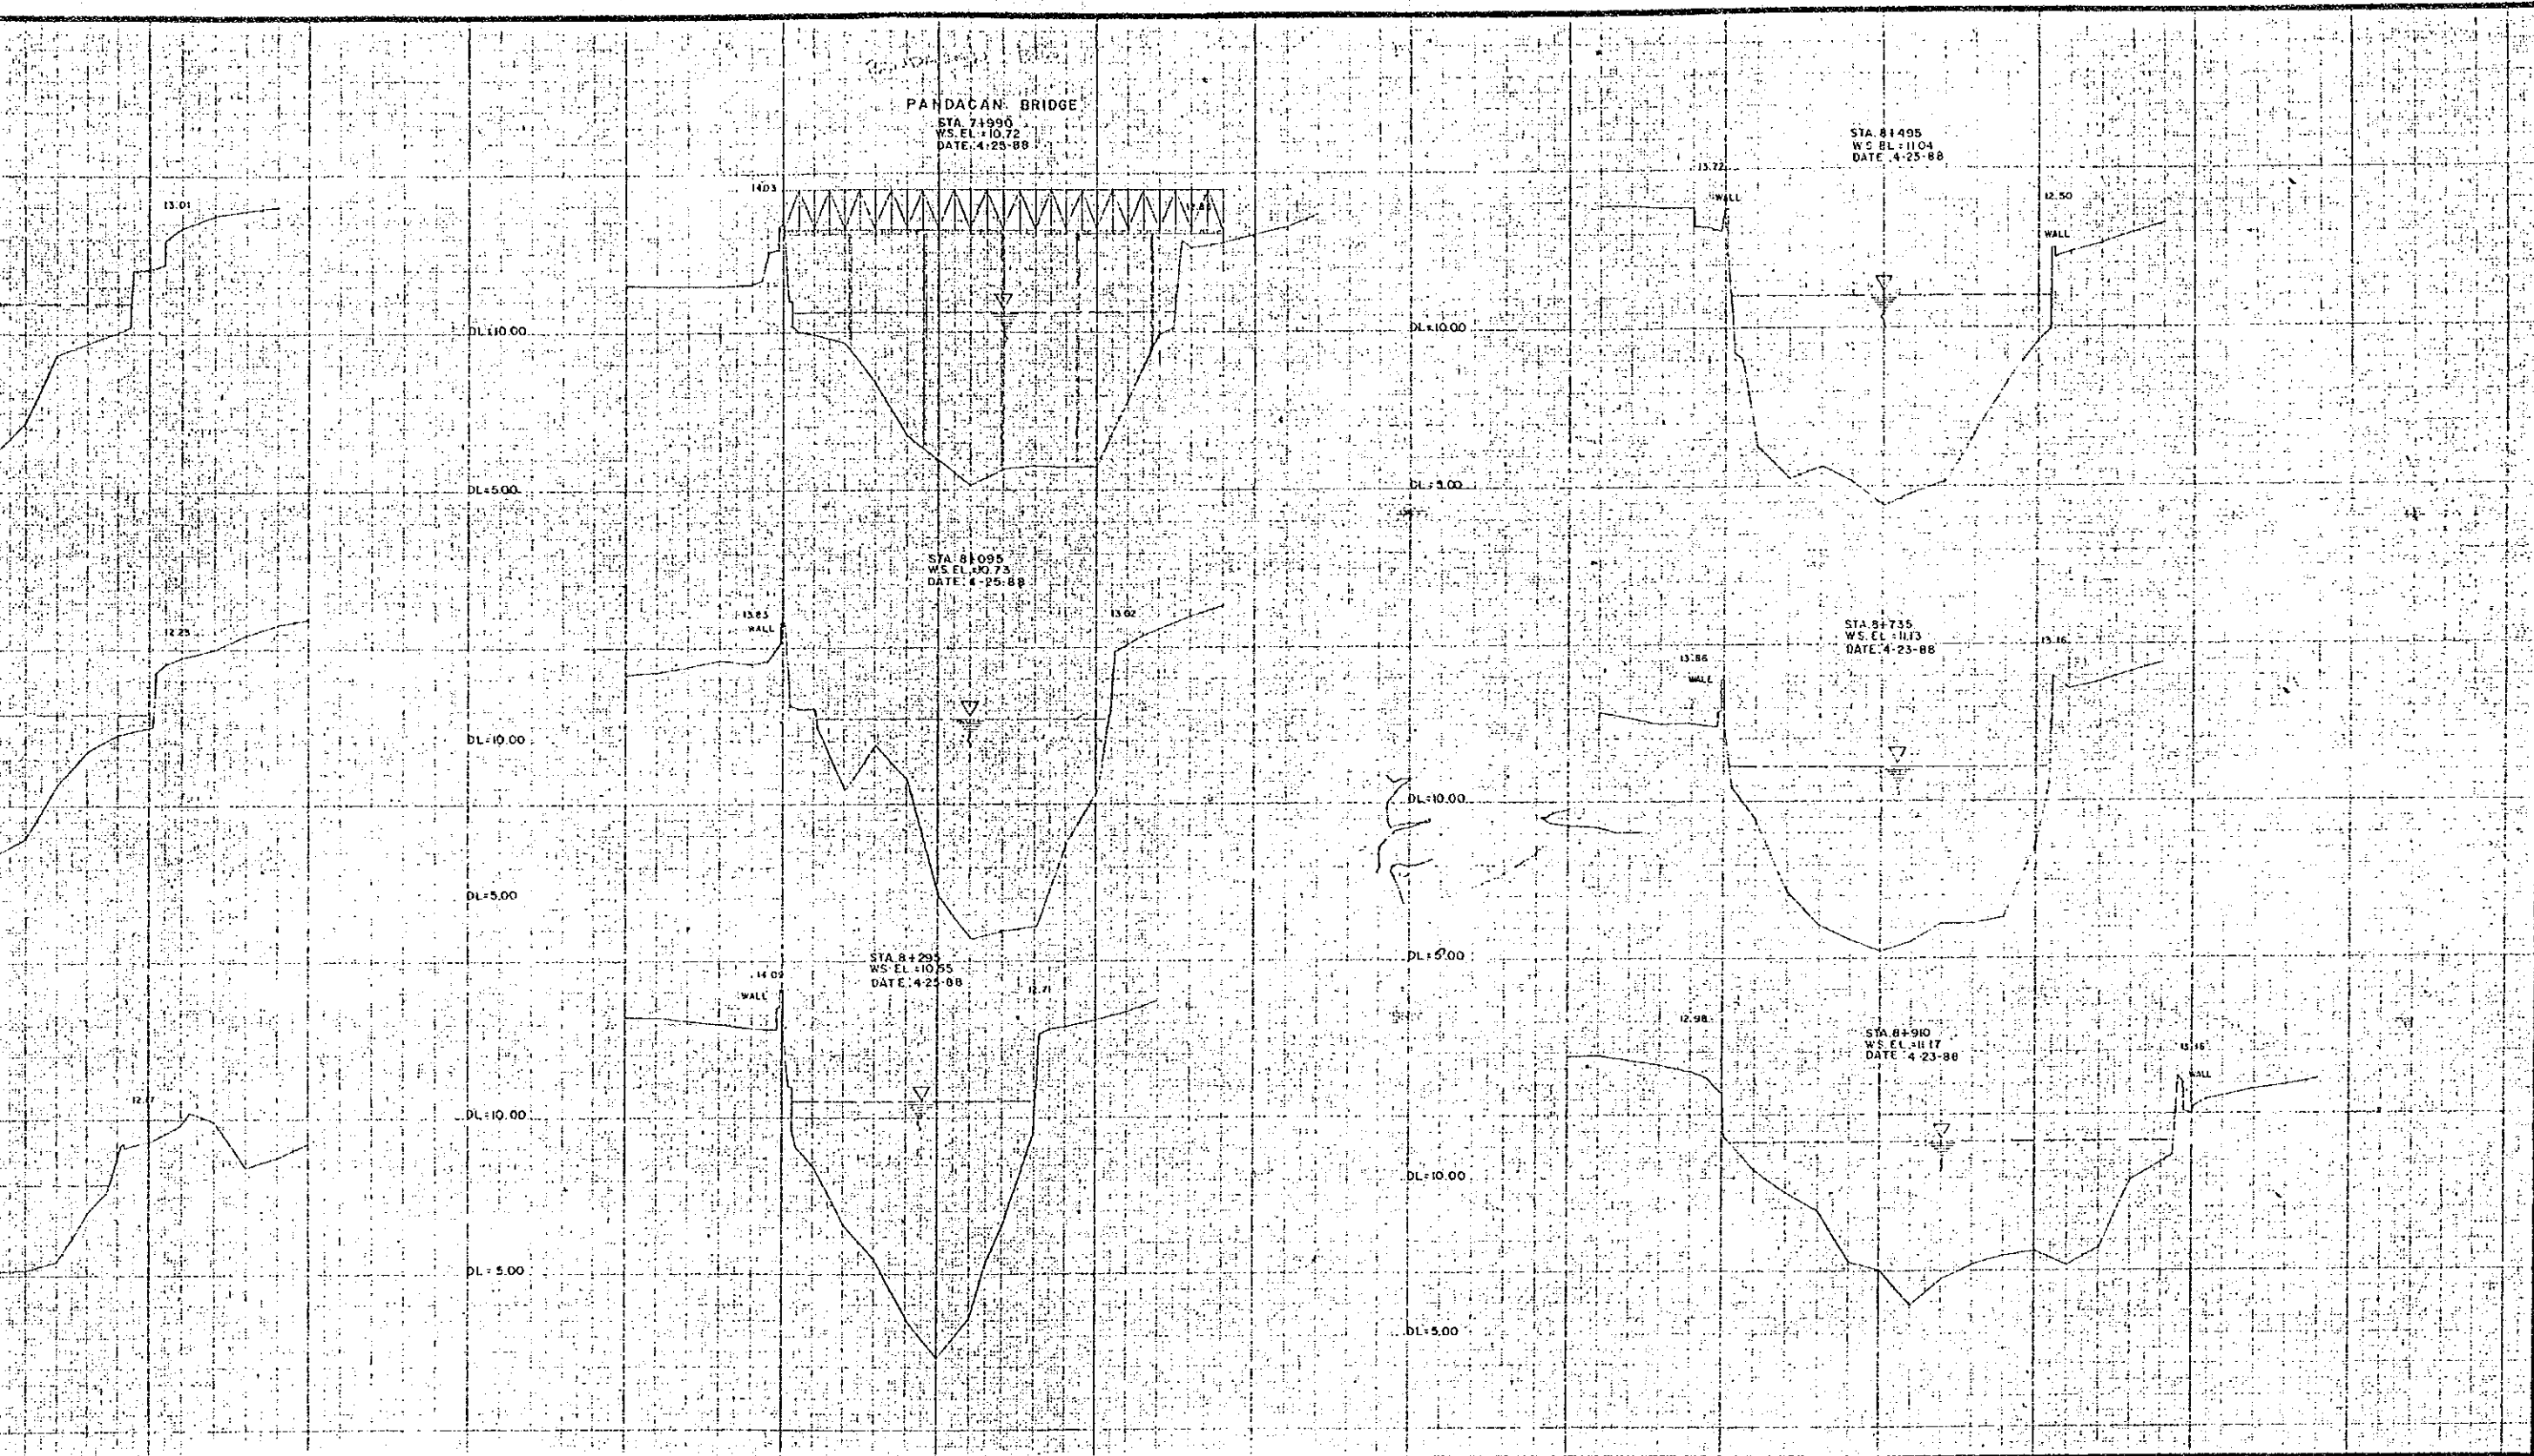 13.01
12.23
PANDACAN BRIDGE
STA. 7+990
W.S. EL = 10.72
DATE: 4-25-88
14.03
DL=10.00
DL=5.00
STA. 8+095
W.S. EL. = 10.73
DATE: 4-25-88
13.83
WALL
13.02
DL=10.00
DL=5.00
STA. 8+295
WS. EL. = 10.55
DATE: 4-25-88
14.09
WALL
12.71
DL=10.00
DL = 5.00
STA. 8+495
W.S. EL = 11.04
DATE: 4-25-88
13.72
WALL
12.50
WALL
DL=10.00
DL = 5.00
STA. 8+735
W.S. EL = 11.13
DATE: 4-23-88
13.86
WALL
13.16
DL=10.00
DL = 5.00
STA. 8+910
W.S. EL. = 11.17
DATE: 4-23-88
12.98
WALL
DL=10.00
DL=5.00